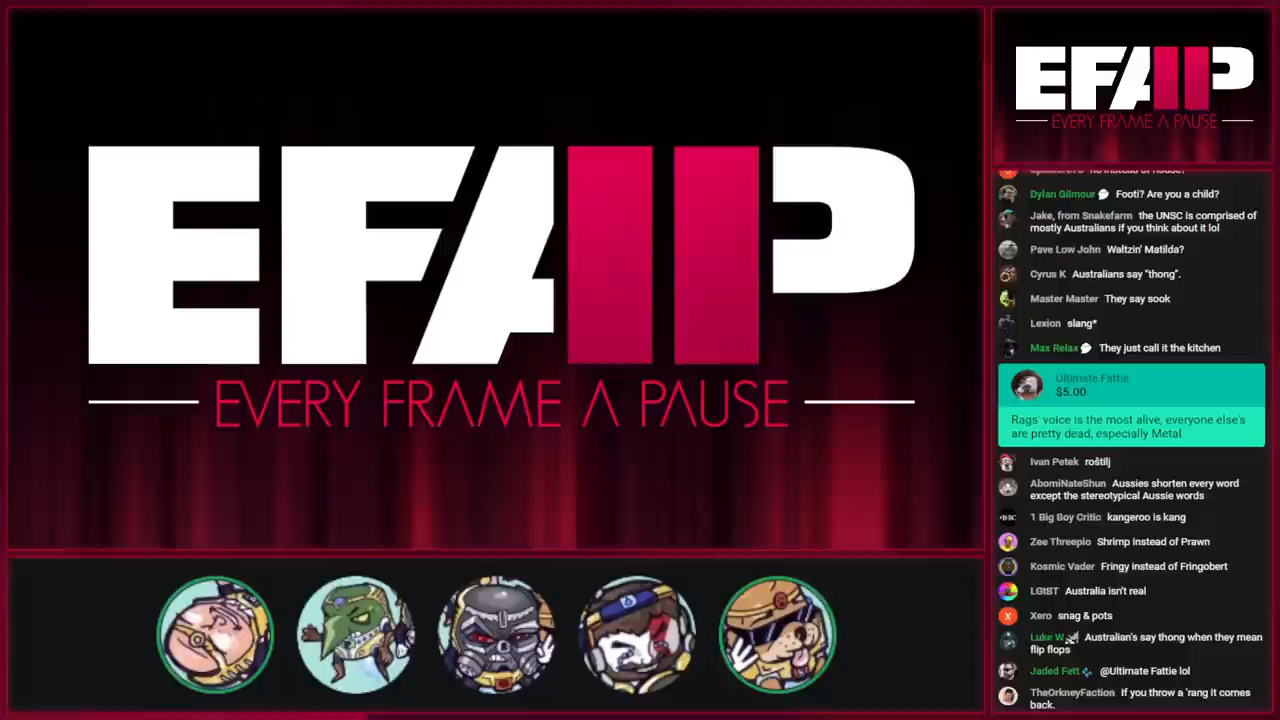 EFAP
EVERY FRAME A PAUSE
EFAP
EVERY FRAME A PAUSE
Dylan Gilmour Footi? Are you a child?
Jake, from Snakefarm the UNSC is comprised of
mostly Australians if you think about it lol
Pave Low John Waltzin' Matilda?
Cyrus K Australians say "thong".
Master Master They say sook
Lexion slang*
Max Relax They just call it the kitchen
Ultimate Fattie
$5.00
Rags' voice is the most alive, everyone else's
are pretty dead, especially Metal
Ivan Petek roštilj
AbomiNateShun Aussies shorten every word
except the stereotypical Aussie words
1 Big Boy Critic kangeroo is kang
Zee Threepio Shrimp instead of Prawn
Kosmic Vader Fringy instead of Fringobert
LGtBT Australia isn't real
X
Xero snag & pots
Luke W Australian's say thong when they mean
flip flops
Jaded Fett @Ultimate Fattie lol
TheOrkneyFaction If you throw a 'rang it comes
back.